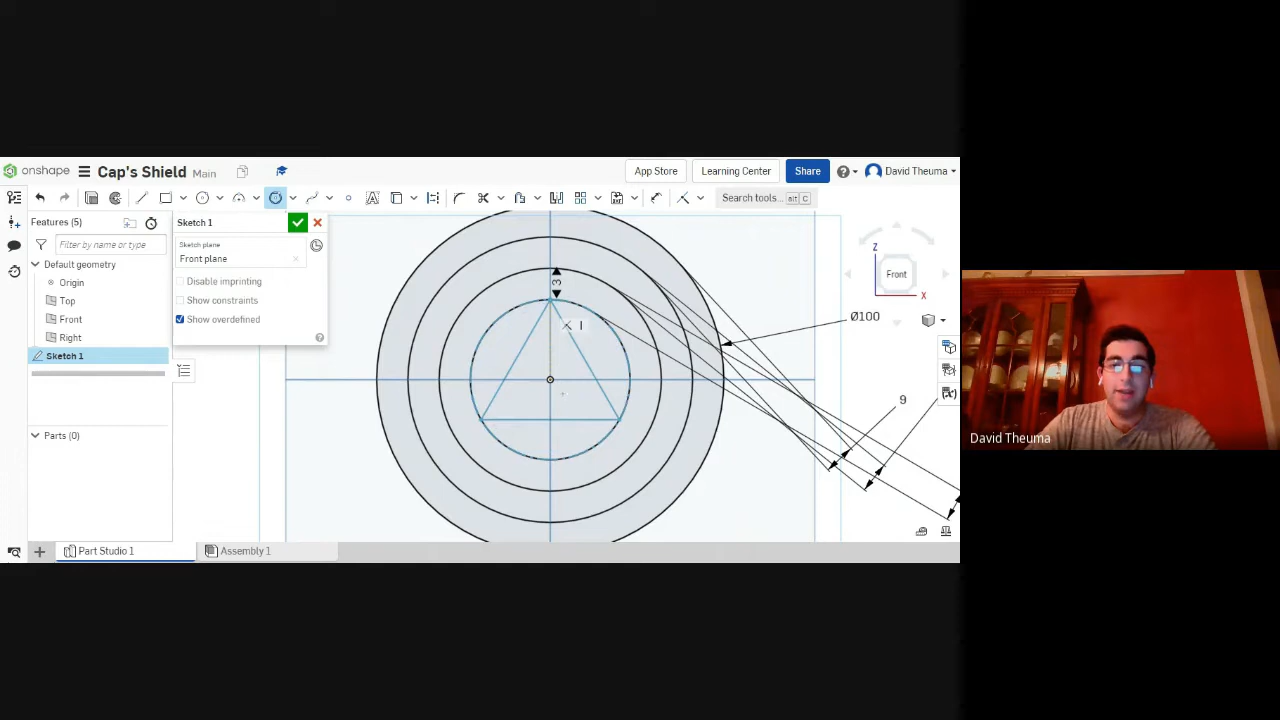 onshape Cap's Shield Main App Store Learning Center Share David Theuma
Search tools... alt C
Features (5) Sketch 1
Filter by name or type Sketch plane
Front plane
Default geometry
Origin Disable imprinting
Top Show constraints
Front Show overdefined
Right
Sketch 1
Parts (0)
3
Ø100
9
Z
Front
X
David Theuma
Part Studio 1 Assembly 1